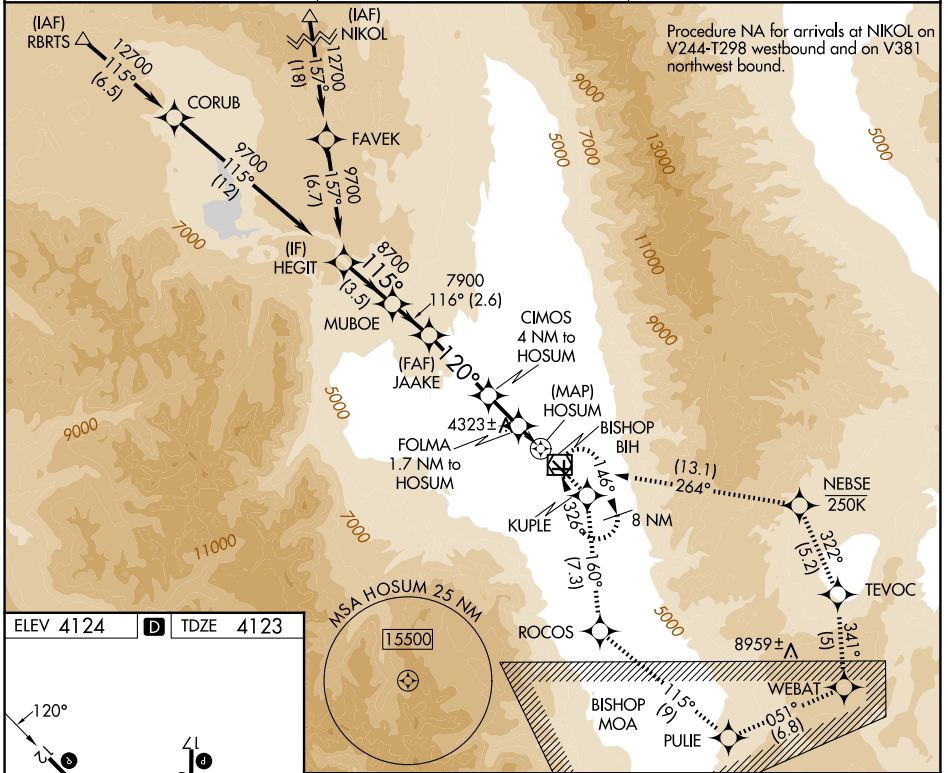 (IAF)
RBRTS
12700
115°
(6.5)
CORUB
9700
115°
(12)
(IAF)
NIKOL
12700
157°
(18)
FAVEK
9700
157°
(6.7)
Procedure NA for arrivals at NIKOL on
V244-T298 westbound and on V381
northwest bound.
9000
5000
7000
13000
5000
7000
(IF)
HEGIT
8700
115°
(3.5)
MUBOE
7900
116° (2.6)
(FAF)
JAAKE
120°
CIMOS
4 NM to
HOSUM
11000
9000
5000
9000
4323±
FOLMA
1.7 NM to
HOSUM
(MAP)
HOSUM
BISHOP
BIH
146°
326°
8 NM
KUPLE
(13.1)
264°
NEBSE
250K
322°
(5.2)
TEVOC
7000
11000
160°
(7.3)
ROCOS
5000
341°
(5)
8959±
WEBAT
115°
(9)
051°
(6.8)
PULIE
BISHOP
MOA
MSA HOSUM 25 NM
15500
ELEV 4124 D TDZE 4123
120°
12
P
17
P